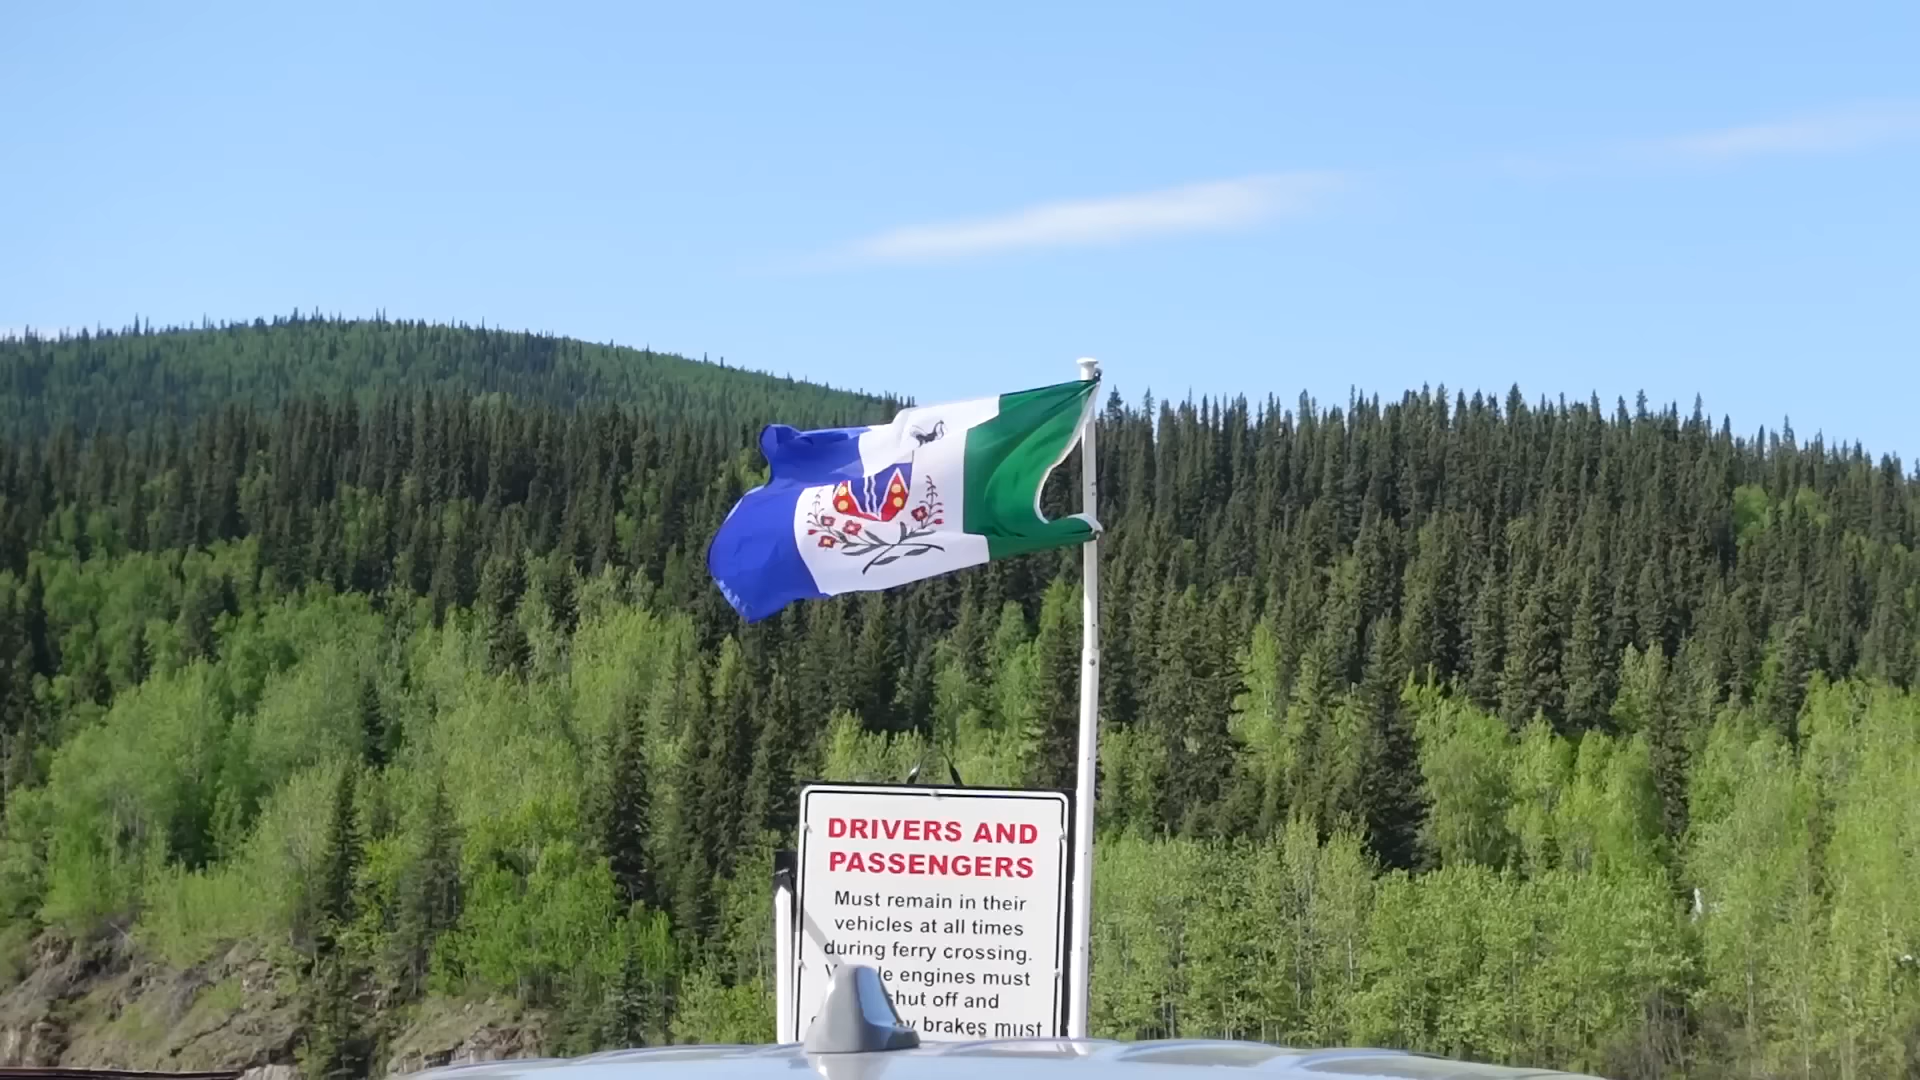 DRIVERS AND
PASSENGERS
Must remain in their
vehicles at all times
during ferry crossing.
engines must
shut off and
brakes must